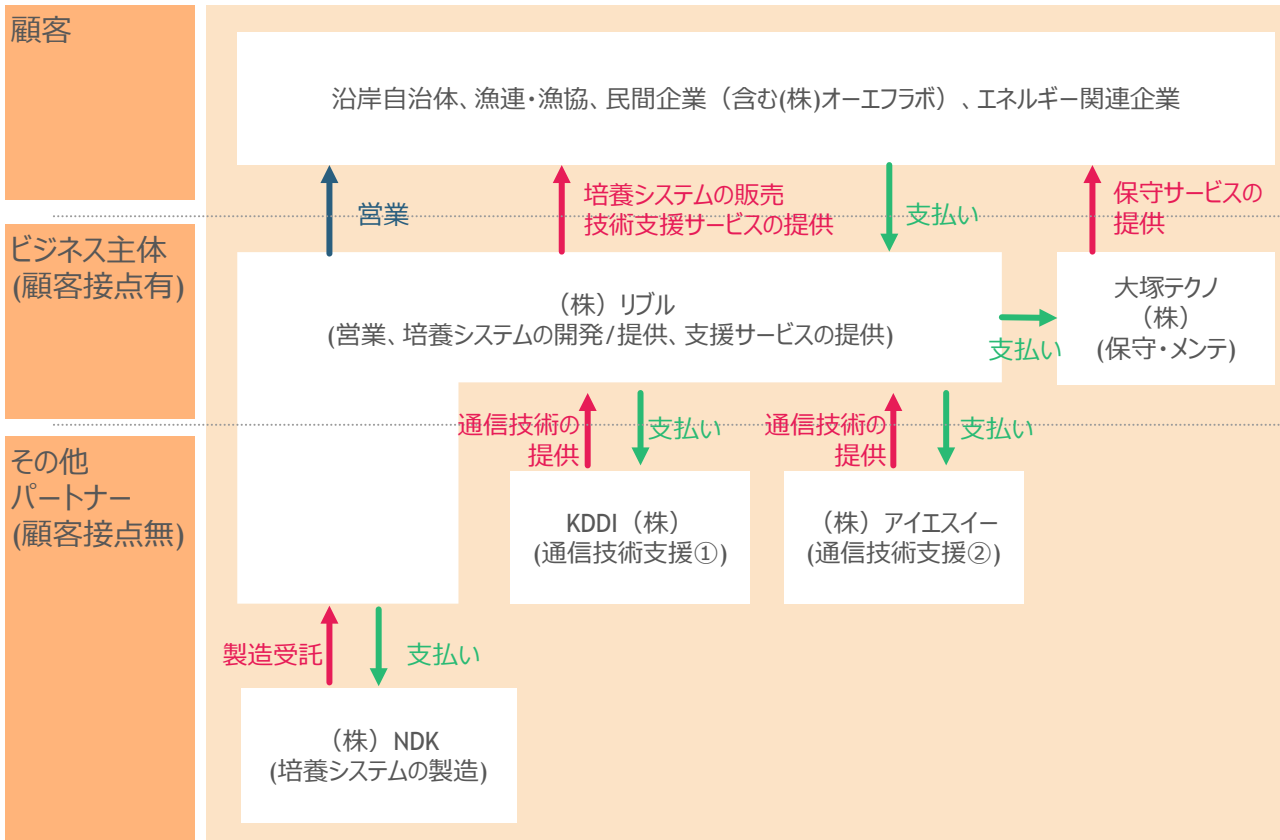 顧客
沿岸自治体、漁連・漁協、民間企業（含む(株)オーエフラボ）、エネルギー関連企業
営業
培養システムの販売
技術支援サービスの提供
支払い
保守サービスの
提供
ビジネス主体
(顧客接点有)
（株）リブル
(営業、培養システムの開発/提供、支援サービスの提供)
支払い
大塚テクノ
（株）
(保守・メンテ)
通信技術の
提供
支払い
通信技術の
提供
支払い
その他
パートナー
(顧客接点無)
KDDI（株）
(通信技術支援①)
（株）アイエスイー
(通信技術支援②)
製造受託
支払い
（株）NDK
(培養システムの製造)